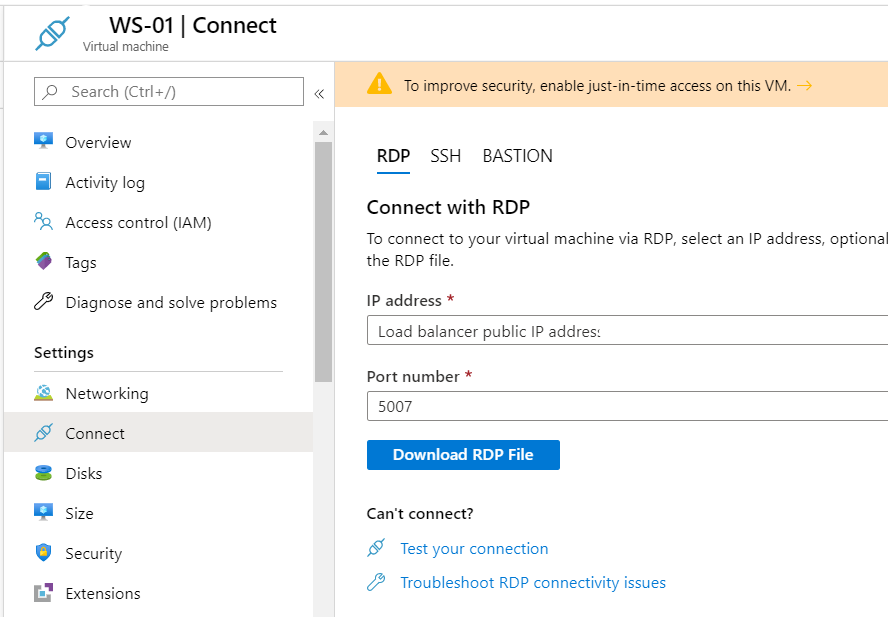 WS-01 | Connect
Virtual machine
Search (Ctrl+/)
«
Overview
Activity log
Access control (IAM)
Tags
Diagnose and solve problems
Settings
Networking
Connect
Disks
Size
Security
Extensions
To improve security, enable just-in-time access on this VM. →
RDP SSH BASTION
Connect with RDP
To connect to your virtual machine via RDP, select an IP address, optional
the RDP file.
IP address *
Load balancer public IP address
Port number *
5007
Download RDP File
Can't connect?
Test your connection
Troubleshoot RDP connectivity issues